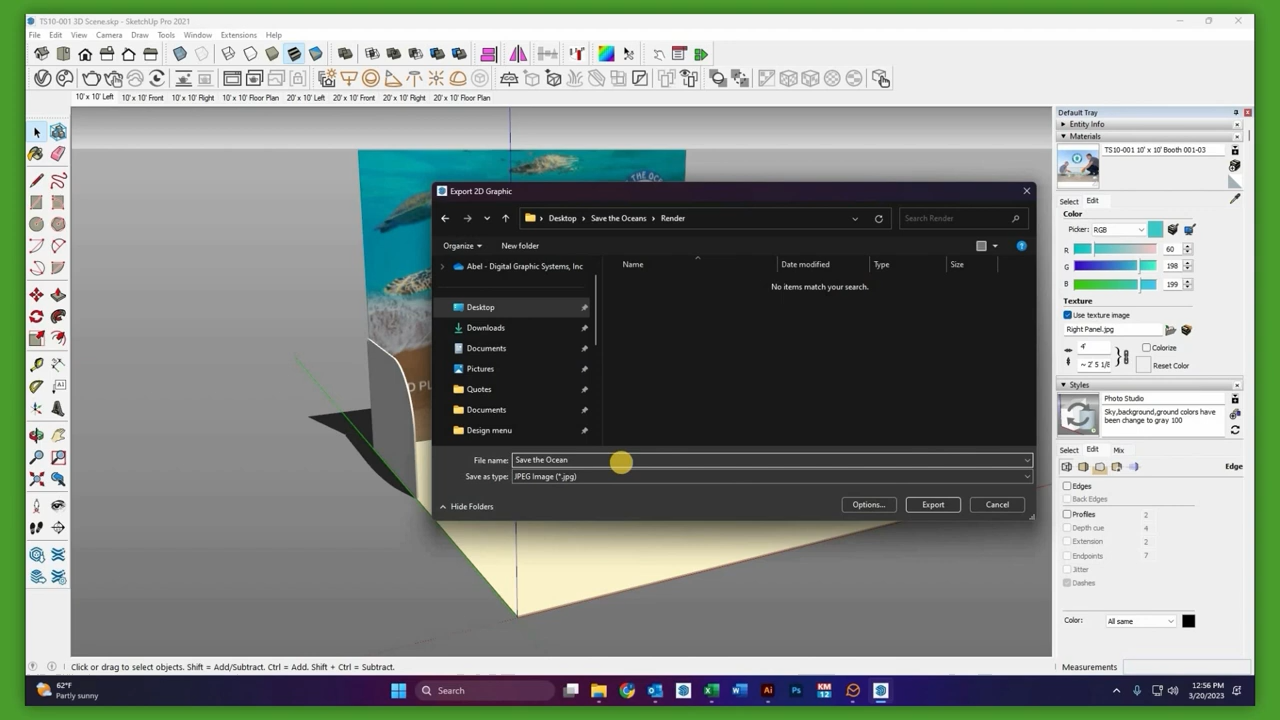 TS10-001 3D Scene.skp - SketchUp Pro 2021
File Edit View Camera Draw Tools Window Extensions Help
10' x 10' Left 10' x 10' Front 10' x 10' Right 10' x 10' Floor Plan 20' x 10' Left 20' x 10' Front 20' x 10' Right 20' x 10' Floor Plan
Export 2D Graphic
Desktop Save the Oceans Render
Search Render
Organize New folder
Name Date modified Type Size
Abel - Digital Graphic Systems, Inc
No items match your search.
Desktop
Downloads
Documents
Pictures
Quotes
Documents
Design menu
File name: Save the Ocean
Save as type: JPEG Image (*.jpg)
Hide Folders
Options... Export Cancel
Default Tray
Entity Info
Materials
TS10-001 10' x 10' Booth 001-03
Select Edit
Color
Picker: RGB
R 60
G 198
B 199
Texture
Use texture image
Right Panel.jpg
4' Colorize
~ 2' 5 1/8 Reset Color
Styles
Photo Studio
Sky,background,ground colors have
been change to gray 100
Select Edit Mix
Edge
Edges
Back Edges
Profiles 2
Depth cue 4
Extension 2
Endpoints 7
Jitter
Dashes
Color: All same
Click or drag to select objects. Shift = Add/Subtract. Ctrl = Add. Shift + Ctrl = Subtract.
Measurements
62°F
Partly sunny
Search
12:56 PM
3/20/2023